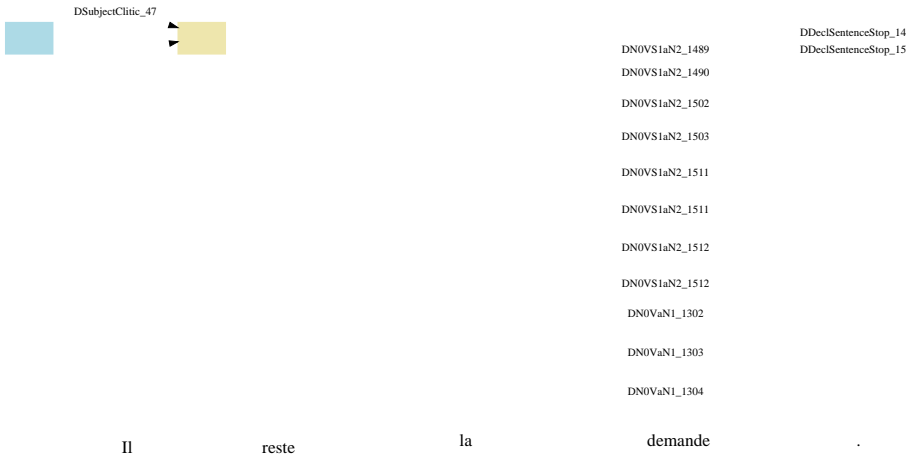 DSubjectClitic_47
DDeclSentenceStop_14
DN0VS1aN2_1489
DDeclSentenceStop_15
DN0VS1aN2_1490
DN0VS1aN2_1502
DN0VS1aN2_1503
DN0VS1aN2_1511
DN0VS1aN2_1511
DN0VS1aN2_1512
DN0VS1aN2_1512
DN0VaN1_1302
DN0VaN1_1303
DN0VaN1_1304
Il reste la demande .